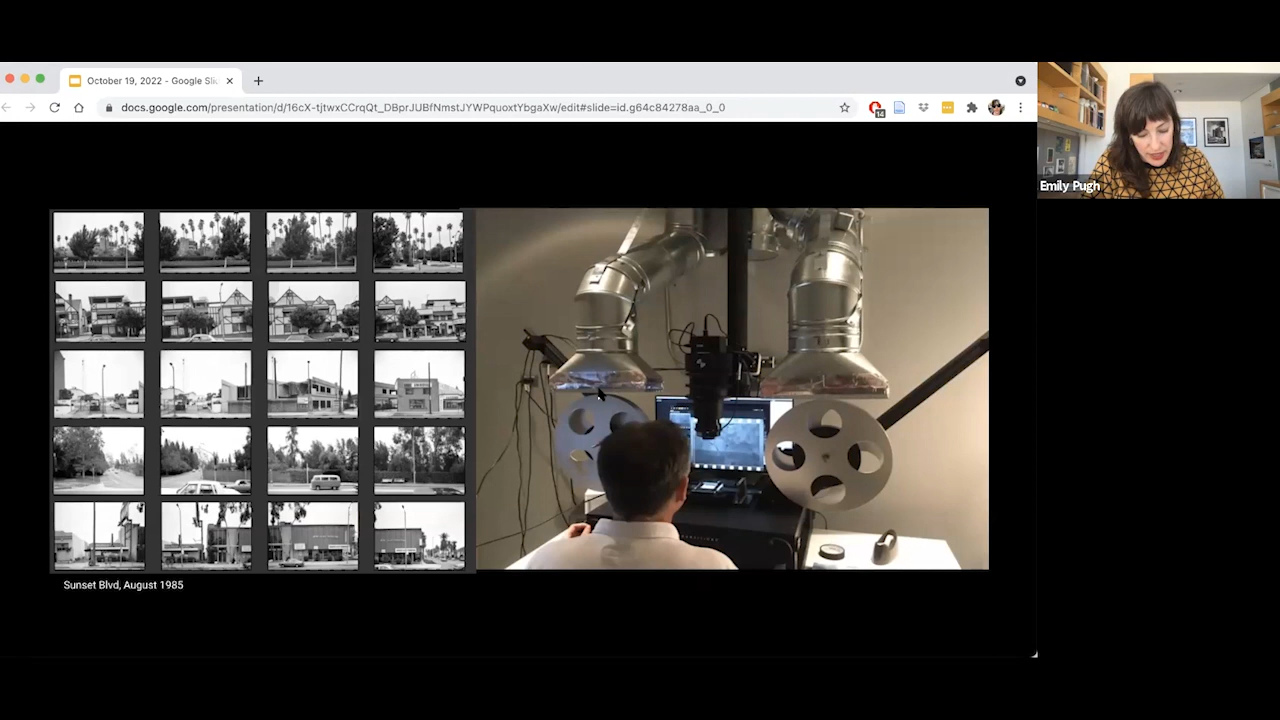 October 19, 2022 - Google Sli
docs.google.com/presentation/d/16cX-tjtwxCCrqQt_DBprJUBfNmstJYWPquoxtYbgaXw/edit#slide=id.g64c84278aa_0_0
14
Emily Pugh
Sunset Blvd, August 1985